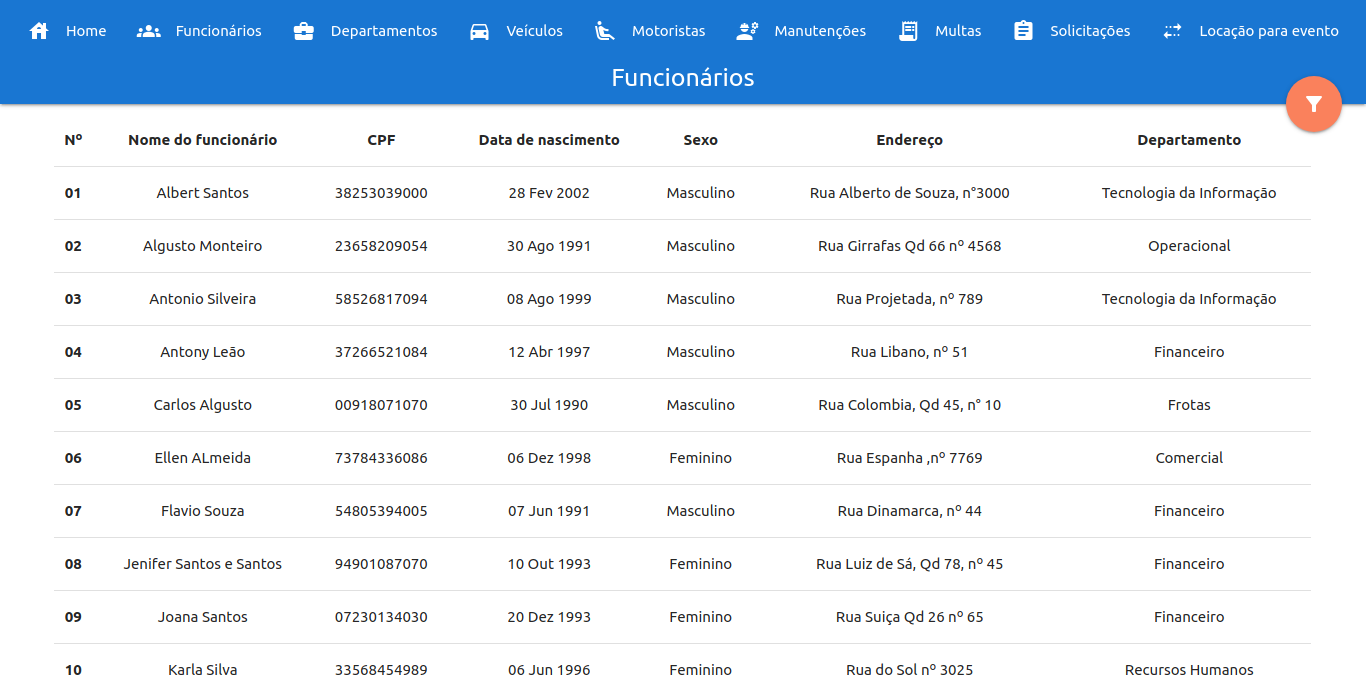 Home Funcionários Departamentos Veículos Motoristas Manutenções Multas Solicitações Locação para evento
Funcionários
Nº Nome do funcionário CPF Data de nascimento Sexo Endereço Departamento
01 Albert Santos 38253039000 28 Fev 2002 Masculino Rua Alberto de Souza, n°3000 Tecnologia da Informação
02 Algusto Monteiro 23658209054 30 Ago 1991 Masculino Rua Girrafas Qd 66 nº 4568 Operacional
03 Antonio Silveira 58526817094 08 Ago 1999 Masculino Rua Projetada, nº 789 Tecnologia da Informação
04 Antony Leão 37266521084 12 Abr 1997 Masculino Rua Libano, nº 51 Financeiro
05 Carlos Algusto 00918071070 30 Jul 1990 Masculino Rua Colombia, Qd 45, n° 10 Frotas
06 Ellen ALmeida 73784336086 06 Dez 1998 Feminino Rua Espanha ,nº 7769 Comercial
07 Flavio Souza 54805394005 07 Jun 1991 Masculino Rua Dinamarca, nº 44 Financeiro
08 Jenifer Santos e Santos 94901087070 10 Out 1993 Feminino Rua Luiz de Sá, Qd 78, nº 45 Financeiro
09 Joana Santos 07230134030 20 Dez 1993 Feminino Rua Suiça Qd 26 nº 65 Financeiro
10 Karla Silva 33568454989 06 Jun 1996 Feminino Rua do Sol nº 3025 Recursos Humanos